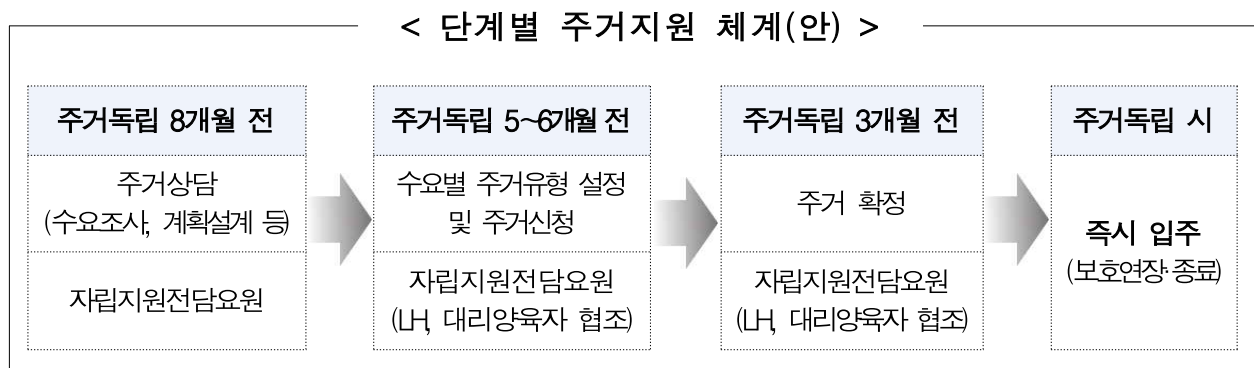 < 단계별 주거지원 체계(안) >
주거독립 8개월 전
주거상담
(수요조사, 계획설계 등)
자립지원전담요원
주거독립 5~6개월 전
수요별 주거유형 설정
및 주거신청
자립지원전담요원
(LH, 대리양육자 협조)
주거독립 3개월 전
주거 확정
자립지원전담요원
(LH, 대리양육자 협조)
주거독립 시
즉시 입주
(보호연장·종료)